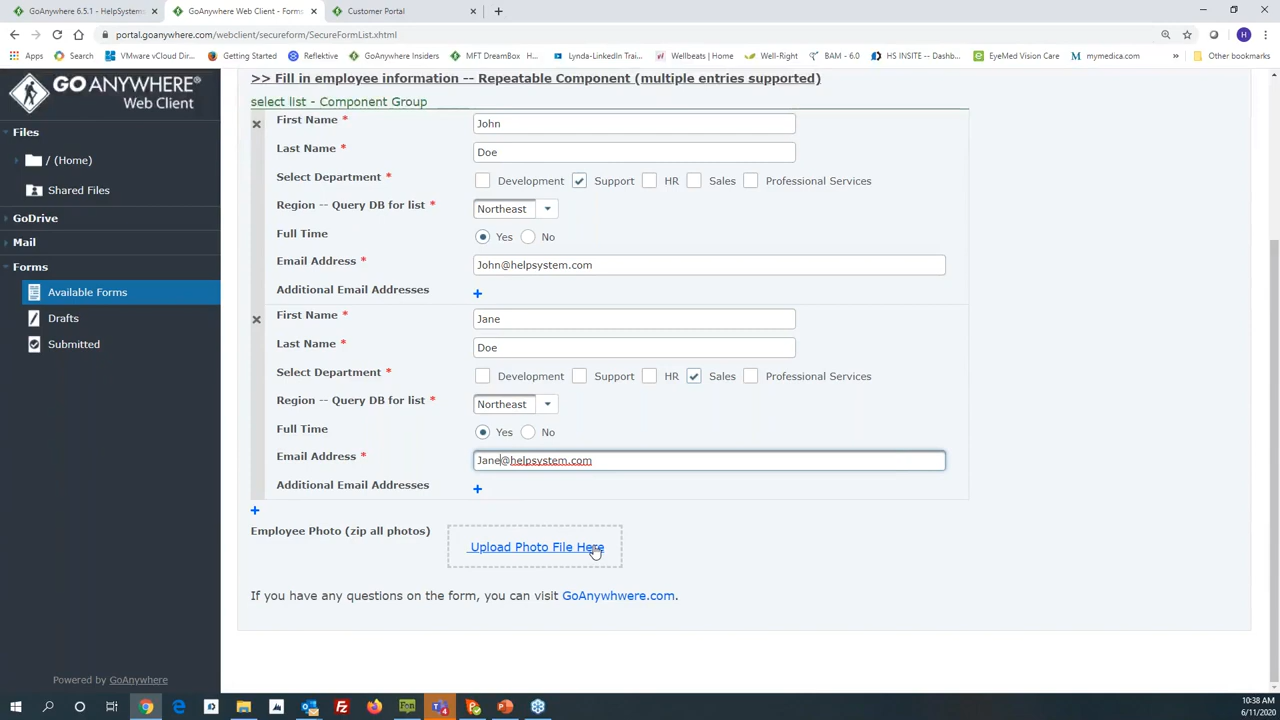 GoAnywhere 6.5.1 - HelpSystems
GoAnywhere Web Client - Forms
Customer Portal
portal.goanywhere.com/webclient/secureform/SecureFormList.xhtml
Apps
VMware vCloud Dir...
Getting Started
Reflektive
GoAnywhere Insiders
MFT DreamBox H...
Lynda-LinkedIn Trai...
Wellbeats | Home
Well-Right
BAM - 6.0
HS INSITE -- Dashb...
EyeMed Vision Care
mymedica.com
Other bookmarks
GOANYWHERE®
Web Client
Files
/ (Home)
Shared Files
GoDrive
Mail
Forms
Available Forms
Drafts
Submitted
Powered by GoAnywhere
>> Fill in employee information -- Repeatable Component (multiple entries supported)
select list - Component Group
First Name * John
Last Name * Doe
Select Department * Development Support HR Sales Professional Services
Region -- Query DB for list * Northeast
Full Time Yes No
Email Address * John@helpsystem.com
Additional Email Addresses +
First Name * Jane
Last Name * Doe
Select Department * Development Support HR Sales Professional Services
Region -- Query DB for list * Northeast
Full Time Yes No
Email Address * Jane@helpsystem.com
Additional Email Addresses +
+
Employee Photo (zip all photos) Upload Photo File Here
If you have any questions on the form, you can visit GoAnywhwere.com.
10:38 AM
6/11/2020